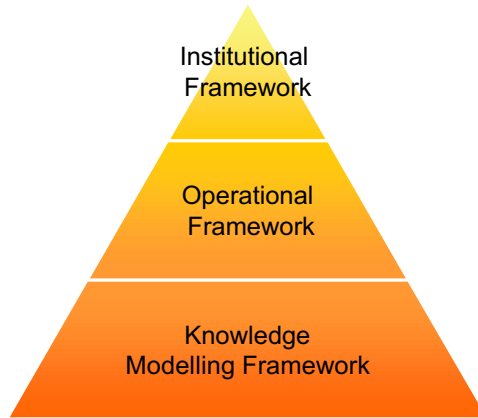 Institutional
Framework
Operational
Framework
Knowledge
Modelling Framework